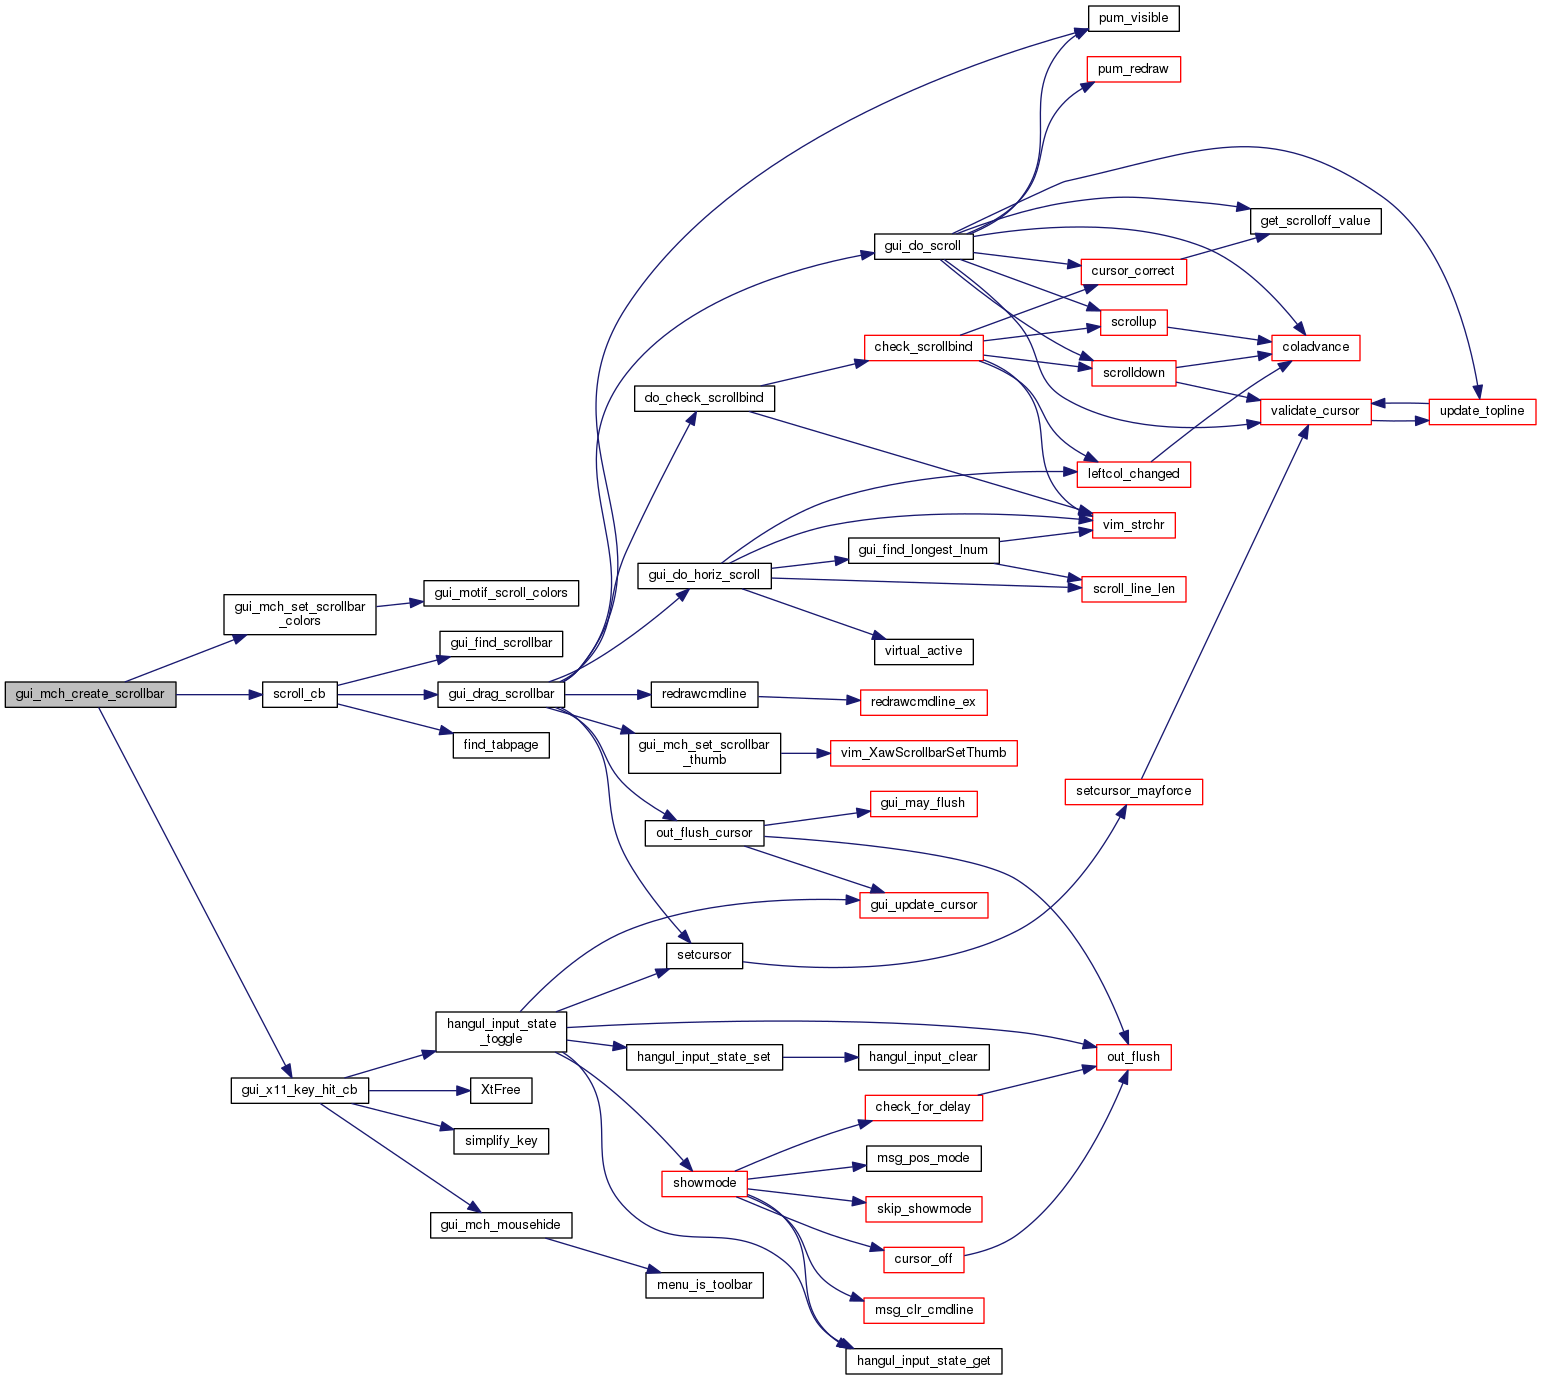 pum_visible
pum_redraw
get_scrolloff_value
gui_do_scroll
cursor_correct
scrollup
check_scrollbind
coladvance
scrolldown
do_check_scrollbind
validate_cursor
update_topline
leftcol_changed
vim_strchr
gui_find_longest_lnum
gui_do_horiz_scroll
scroll_line_len
gui_motif_scroll_colors
gui_mch_set_scrollbar
_colors
gui_find_scrollbar
virtual_active
gui_mch_create_scrollbar
scroll_cb
gui_drag_scrollbar
redrawcmdline
redrawcmdline_ex
find_tabpage
gui_mch_set_scrollbar
_thumb
vim_XawScrollbarSetThumb
setcursor_mayforce
gui_may_flush
out_flush_cursor
gui_update_cursor
setcursor
hangul_input_state
_toggle
hangul_input_state_set
hangul_input_clear
out_flush
gui_x11_key_hit_cb
XtFree
check_for_delay
simplify_key
msg_pos_mode
showmode
skip_showmode
gui_mch_mousehide
cursor_off
menu_is_toolbar
msg_clr_cmdline
hangul_input_state_get